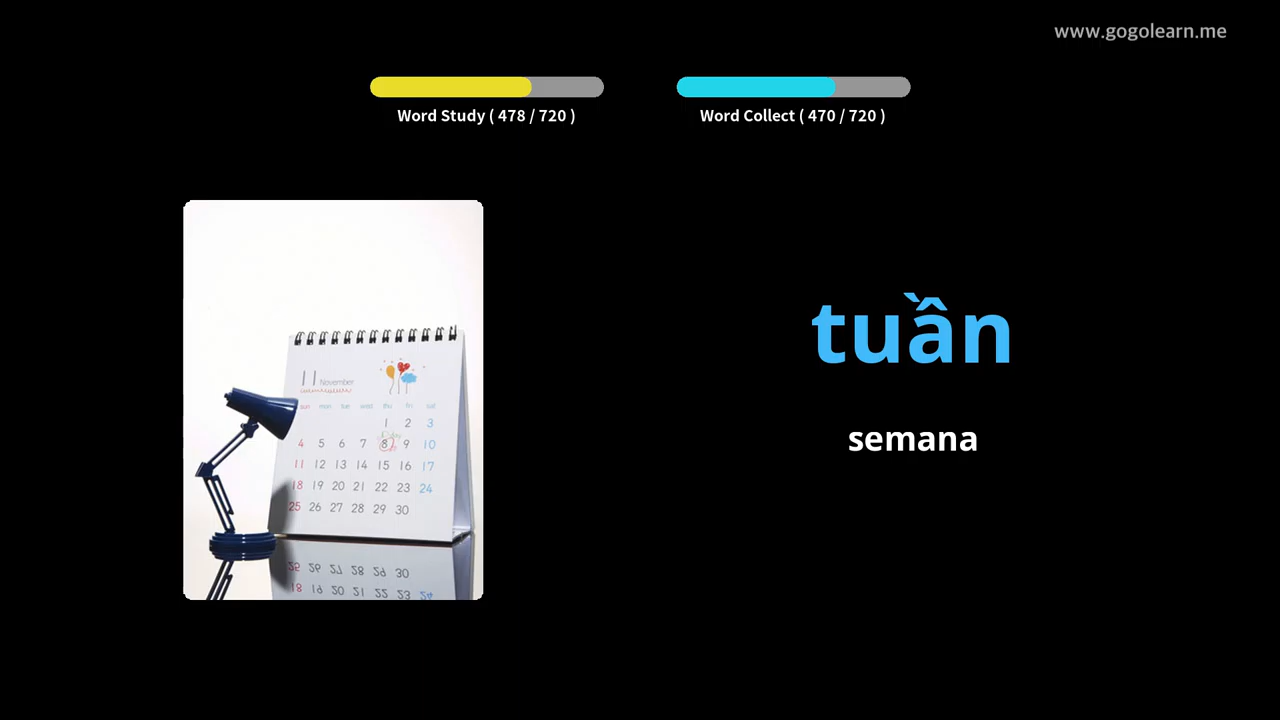 www.gogolearn.me
Word Study ( 478 / 720 )
Word Collect ( 470 / 720 )
tuần
semana
11 November
sun mon tue wed thu fri sat
1 2 3
4 5 6 7 8 9 10
11 12 13 14 15 16 17
18 19 20 21 22 23 24
25 26 27 28 29 30